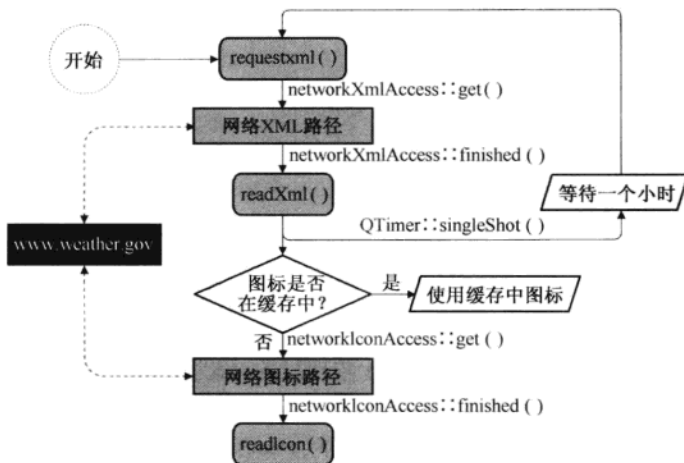 开始
requestxml()
networkXmlAccess::get()
网络XML路径
networkXmlAccess::finished()
readXml()
等待一个小时
QTimer::singleShot()
www.weather.gov
图标是否
在缓存中?
是
使用缓存中图标
否
networkIconAccess::get()
网络图标路径
networkIconAccess::finished()
readIcon()